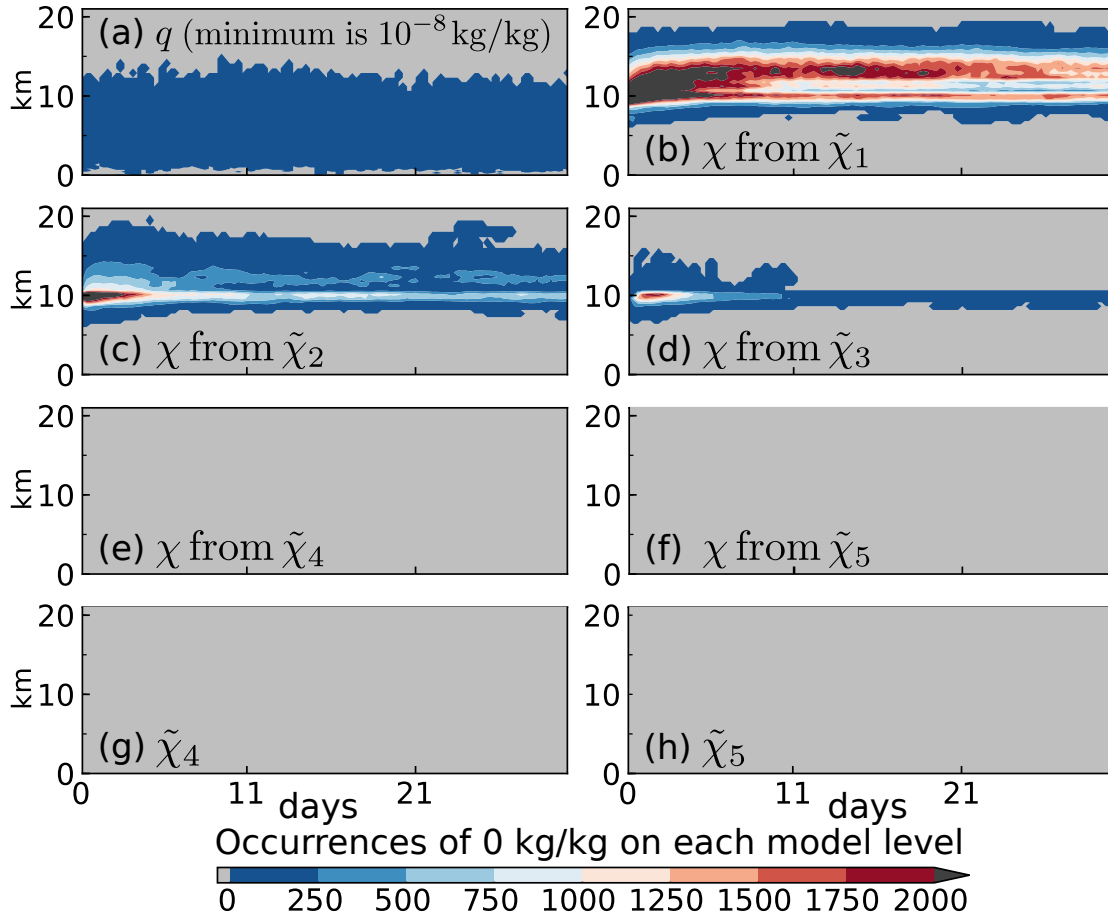 20
10
0
km
(a) q (minimum is 10⁻⁸ kg/kg)
20
10
0
(b) χ from χ̃₁
20
10
0
km
(c) χ from χ̃₂
20
10
0
(d) χ from χ̃₃
20
10
0
km
(e) χ from χ̃₄
20
10
0
(f) χ from χ̃₅
20
10
0
km
(g) χ̃₄
20
10
0
(h) χ̃₅
0 11 21
days
0 11 21
days
Occurrences of 0 kg/kg on each model level
0 250 500 750 1000 1250 1500 1750 2000